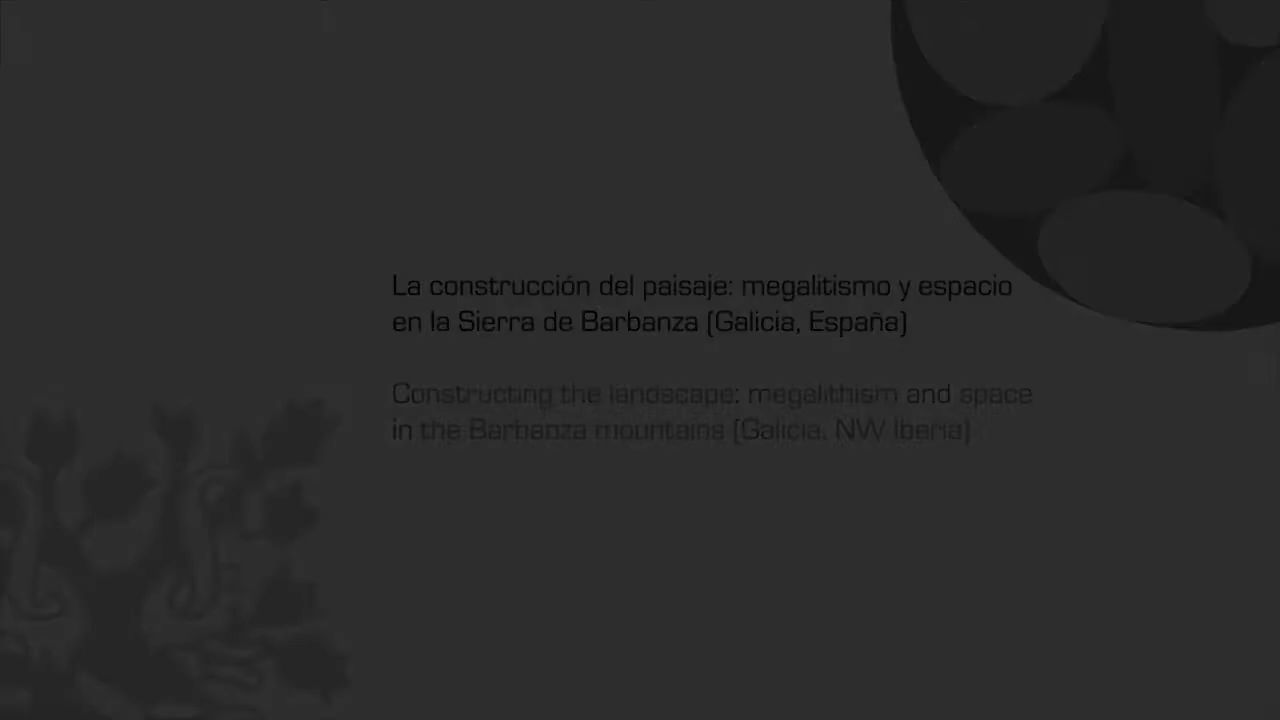 La construcción del paisaje: megalitismo y espacio
en la Sierra de Barbanza (Galicia, España)
Constructing the landscape: megalithism and space
in the Barbanza mountains (Galicia, NW Iberia)